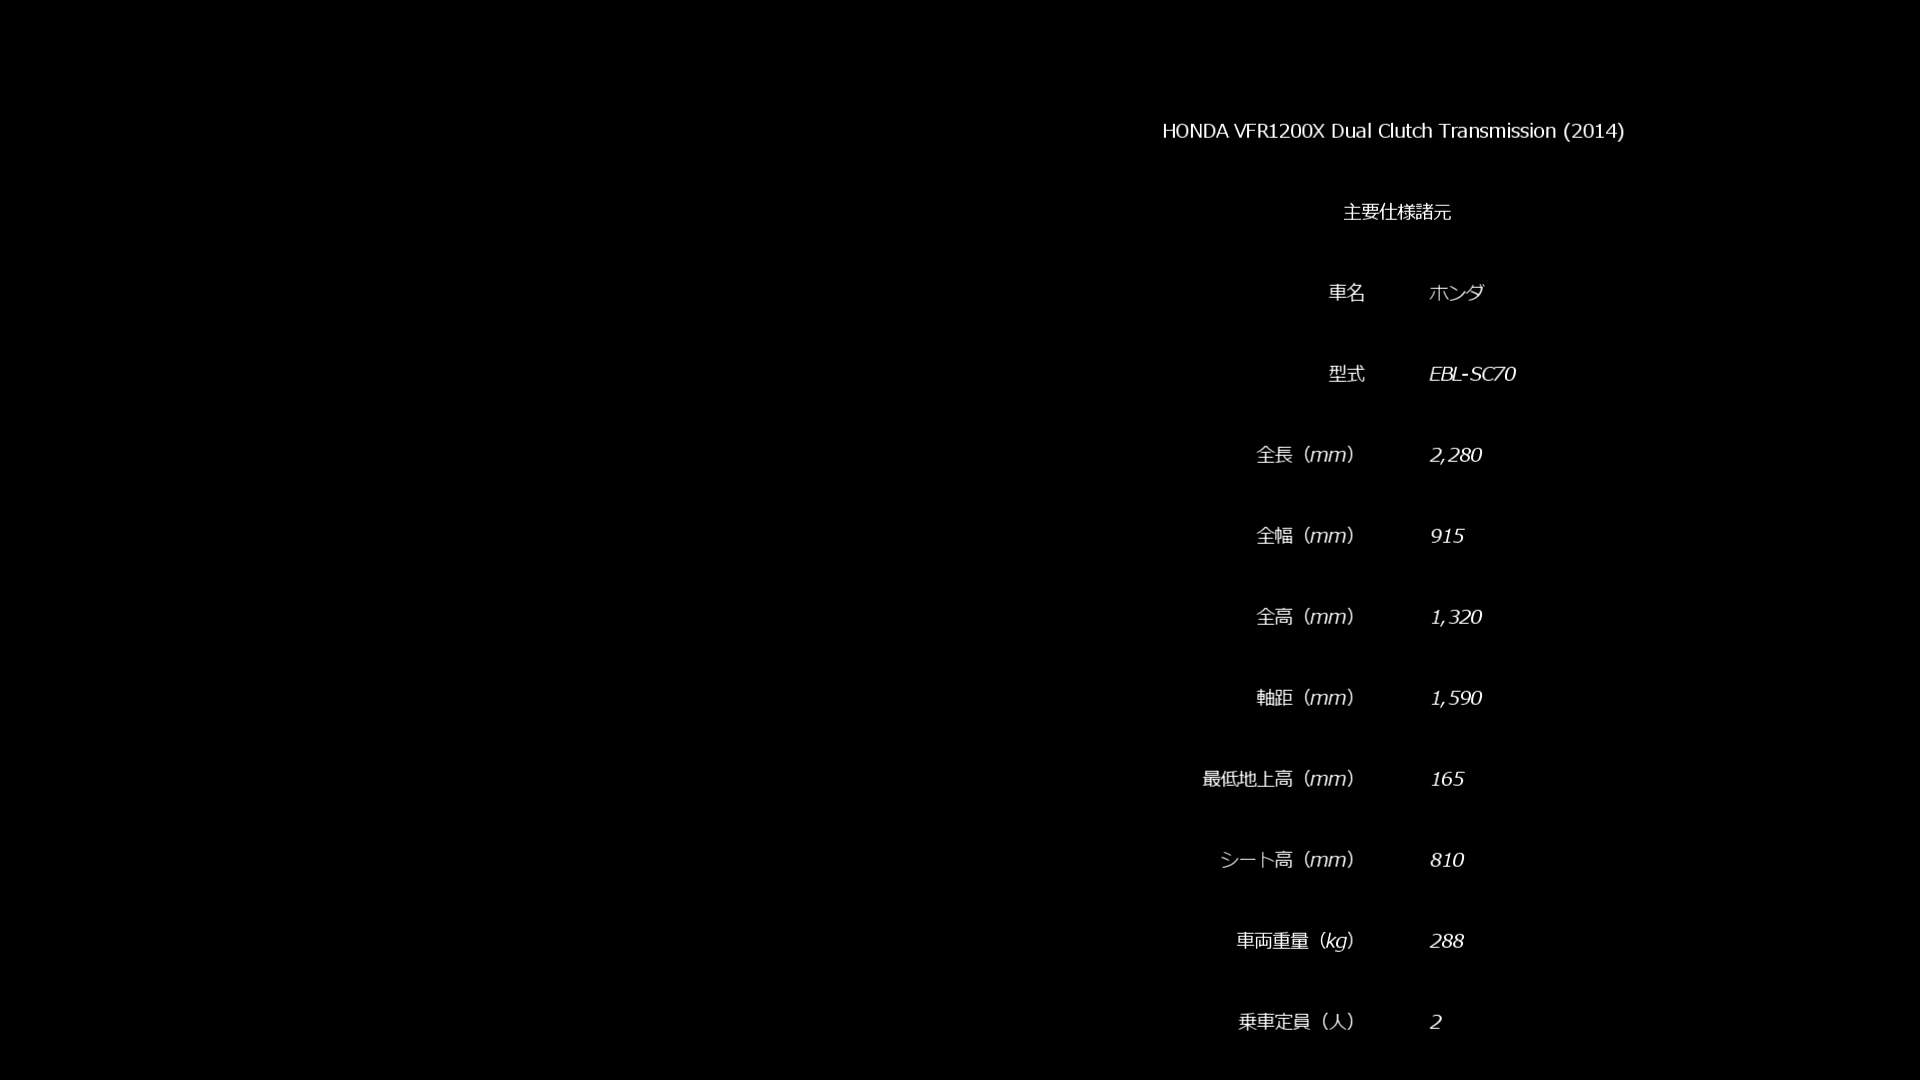 HONDA VFR1200X Dual Clutch Transmission (2014)
主要仕様諸元
車名 ホンダ
型式 EBL-SC70
全長（mm） 2,280
全幅（mm） 915
全高（mm） 1,320
軸距（mm） 1,590
最低地上高（mm） 165
シート高（mm） 810
車両重量（kg） 288
乗車定員（人） 2